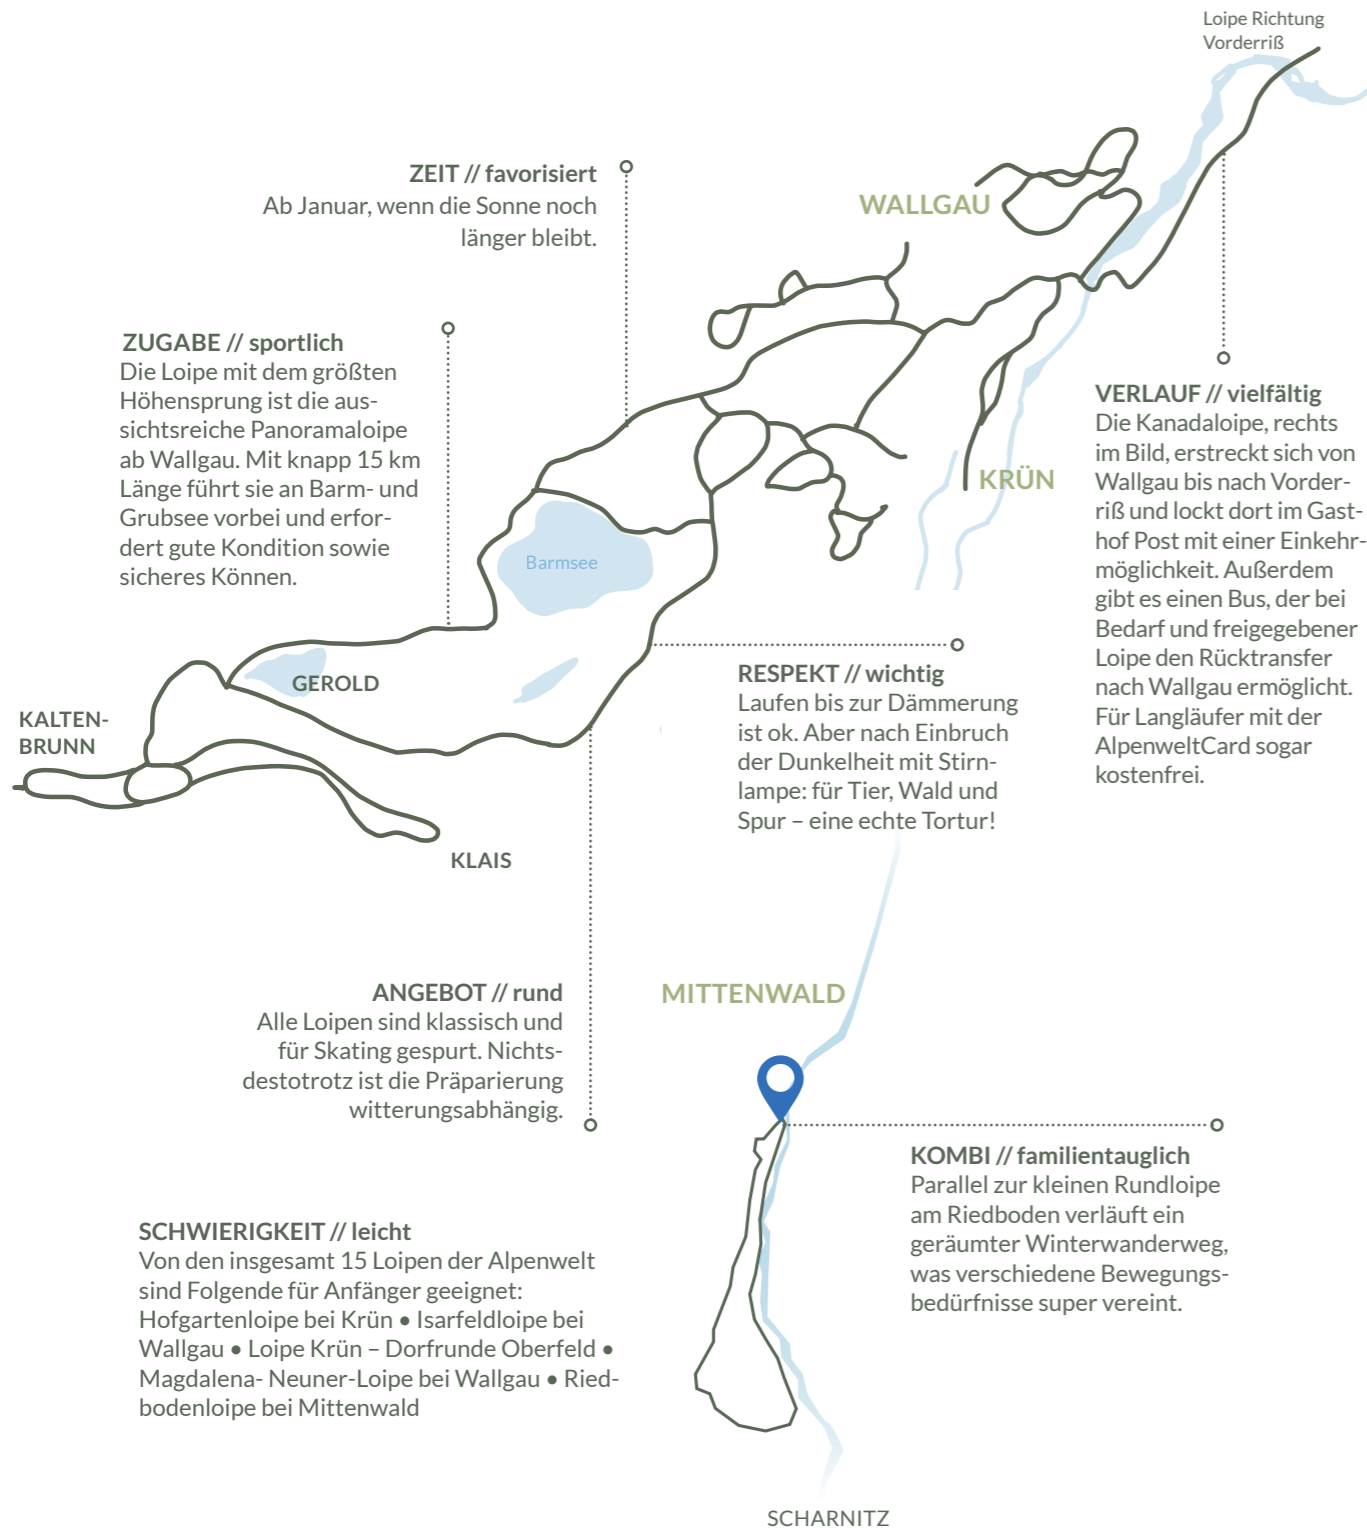 Loipe Richtung
Vorderriß
ZEIT // favorisiert
Ab Januar, wenn die Sonne noch
länger bleibt.
WALLGAU
ZUGABE // sportlich
Die Loipe mit dem größten
Höhensprung ist die aus-
sichtsreiche Panoramaloipe
ab Wallgau. Mit knapp 15 km
Länge führt sie an Barm- und
Grubsee vorbei und erfor-
dert gute Kondition sowie
sicheres Können.
VERLAUF // vielfältig
Die Kanadaloipe, rechts
im Bild, erstreckt sich von
Wallgau bis nach Vorder-
riß und lockt dort im Gast-
hof Post mit einer Einkehr-
möglichkeit. Außerdem
gibt es einen Bus, der bei
Bedarf und freigegebener
Loipe den Rücktransfer
nach Wallgau ermöglicht.
Für Langläufer mit der
AlpenweltCard sogar
kostenfrei.
KRÜN
Barmsee
GEROLD
KALTEN-
BRUNN
KLAIS
RESPEKT // wichtig
Laufen bis zur Dämmerung
ist ok. Aber nach Einbruch
der Dunkelheit mit Stirn-
lampe: für Tier, Wald und
Spur – eine echte Tortur!
ANGEBOT // rund
Alle Loipen sind klassisch und
für Skating gespurt. Nichts-
destotrotz ist die Präparierung
witterungsabhängig.
MITTENWALD
KOMBI // familientauglich
Parallel zur kleinen Rundloipe
am Riedboden verläuft ein
geräumter Winterwanderweg,
was verschiedene Bewegungs-
bedürfnisse super vereint.
SCHWIERIGKEIT // leicht
Von den insgesamt 15 Loipen der Alpenwelt
sind Folgende für Anfänger geeignet:
Hofgartenloipe bei Krün • Isarfeldloipe bei
Wallgau • Loipe Krün – Dorfrunde Oberfeld •
Magdalena- Neuner-Loipe bei Wallgau • Ried-
bodenloipe bei Mittenwald
SCHARNITZ